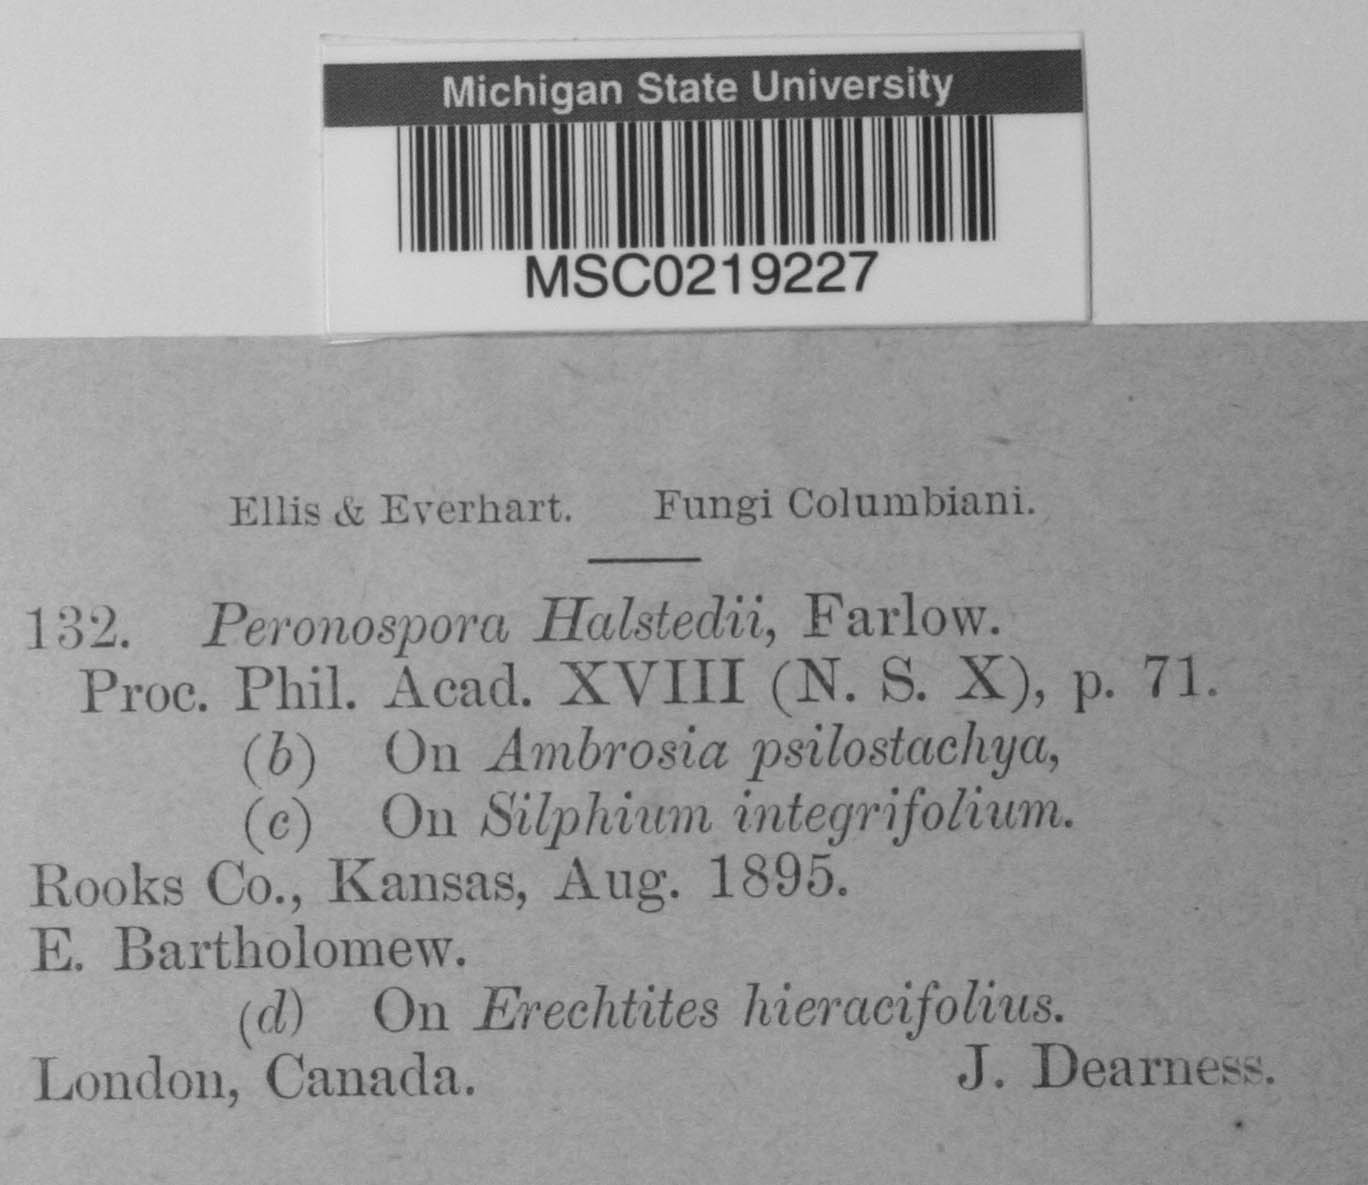 Michigan State University
MSC0219227
Ellis & Everhart. Fungi Columbiani.
132. Peronospora Halstedii, Farlow.
Proc. Phil. Acad. XVIII (N. S. X), p. 71.
(b) On Ambrosia psilostachya,
(c) On Silphium integrifolium.
Rooks Co., Kansas, Aug. 1895.
E. Bartholomew.
(d) On Erechtites hieracifolius.
London, Canada. J. Dearness.